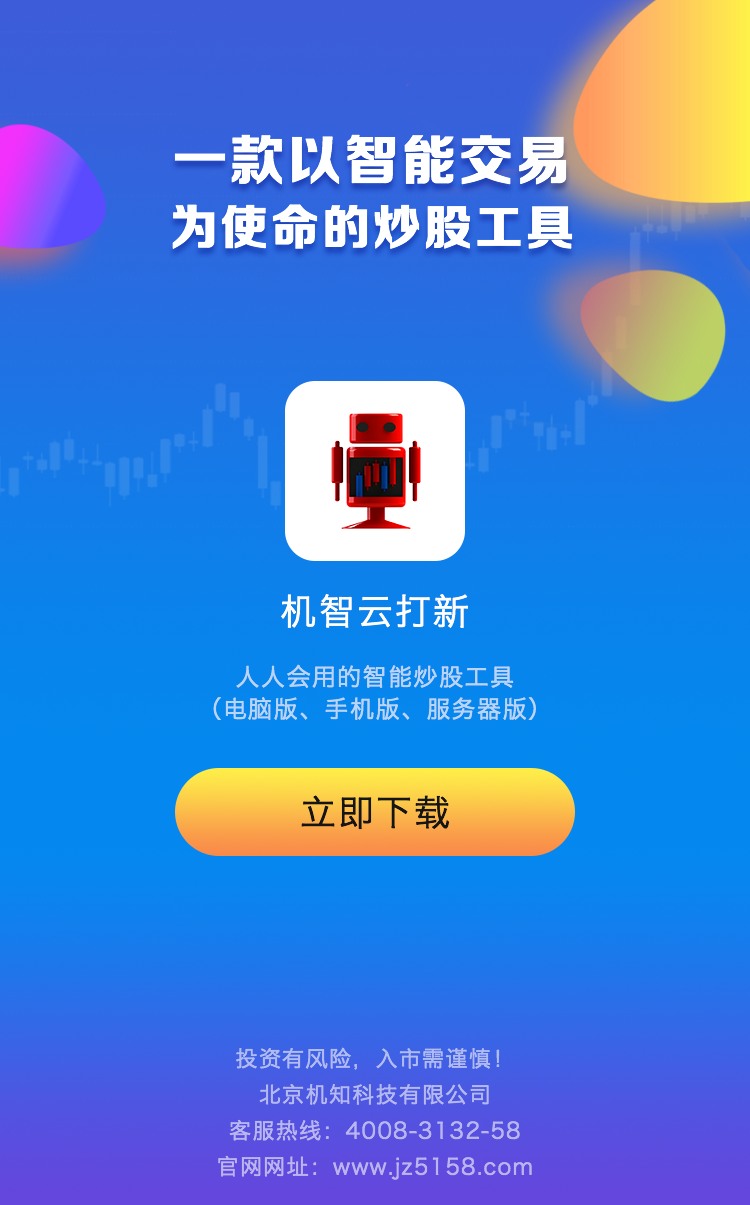 一款以智能交易
为使命的炒股工具
机智云打新
人人会用的智能炒股工具
（电脑版、手机版、服务器版）
立即下载
投资有风险，入市需谨慎！
北京机知科技有限公司
客服热线：4008-3132-58
官网网址：www.jz5158.com